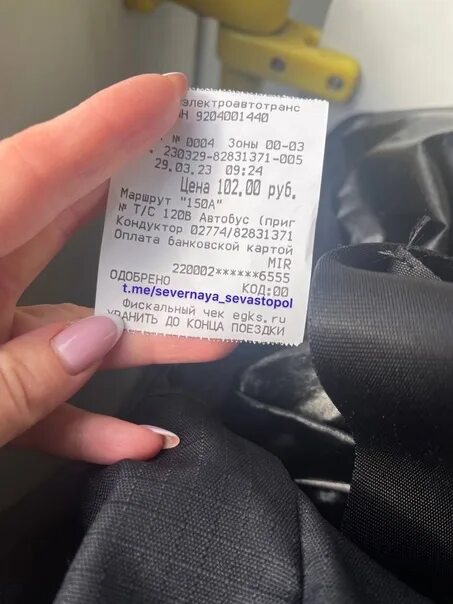 электроавтотранс
Н 9204001440
№ 0004 Зоны 00-03
230329-82831371-005
29.03.23 09:24
Цена 102,00 руб.
Маршрут "150А"
№ Т/С 120В Автобус (приг
Кондуктор 02774/82831371
Оплата банковской картой
MIR
220002******6555
ОДОБРЕНО КОД:00
t.me/severnaya_sevastopol
Фискальный чек egks.ru
ХРАНИТЬ ДО КОНЦА ПОЕЗДКИ